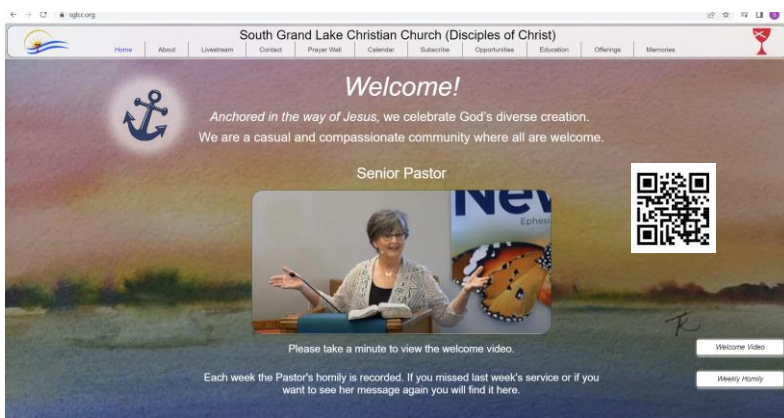 sglcc.org
South Grand Lake Christian Church (Disciples of Christ)
Home About Livestream Contact Prayer Wall Calendar Subscribe Opportunities Education Offerings Memories
Welcome!
Anchored in the way of Jesus, we celebrate God's diverse creation.
We are a casual and compassionate community where all are welcome.
Senior Pastor
New
Ephesia
Please take a minute to view the welcome video.
Welcome Video
Each week the Pastor's homily is recorded. If you missed last week's service or if you
want to see her message again you will find it here.
Weekly Homily